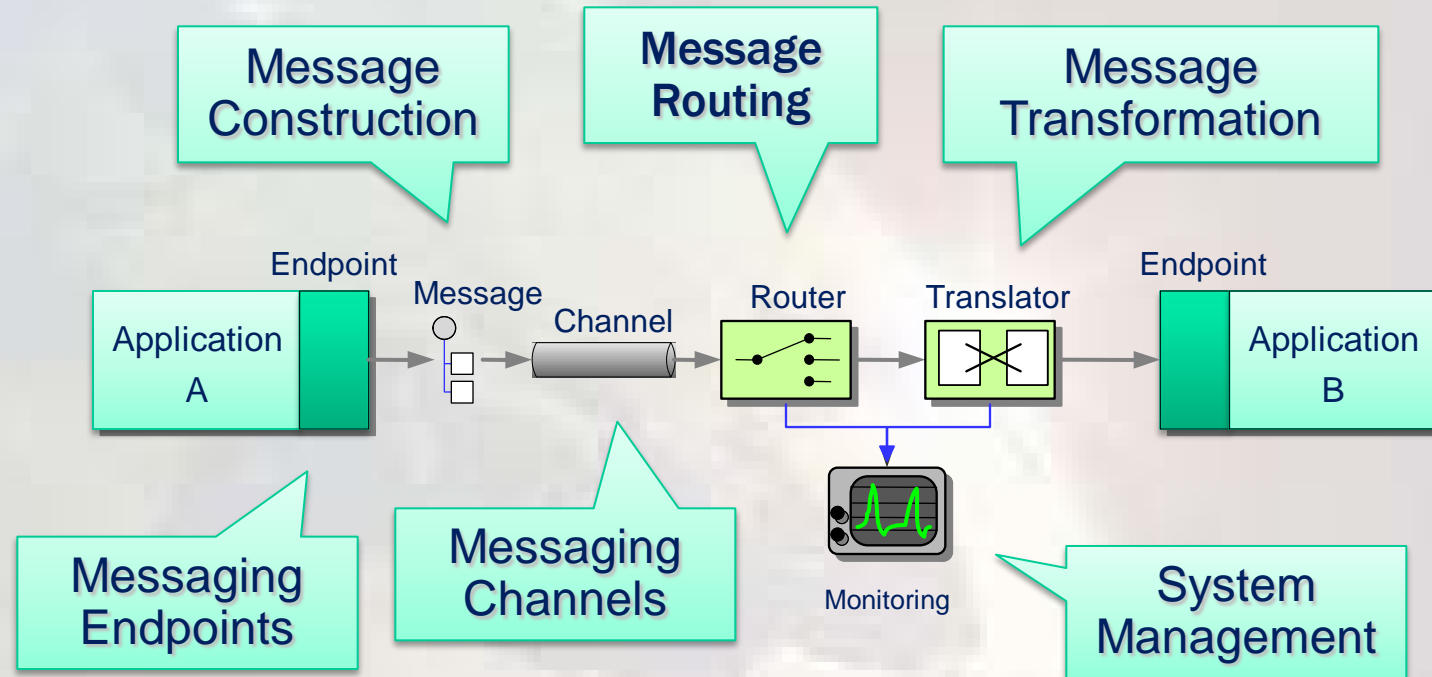 Message
Construction
Message
Routing
Message
Transformation
Endpoint
Message
Channel
Router
Translator
Endpoint
Application
A
Application
B
Messaging
Endpoints
Messaging
Channels
Monitoring
System
Management